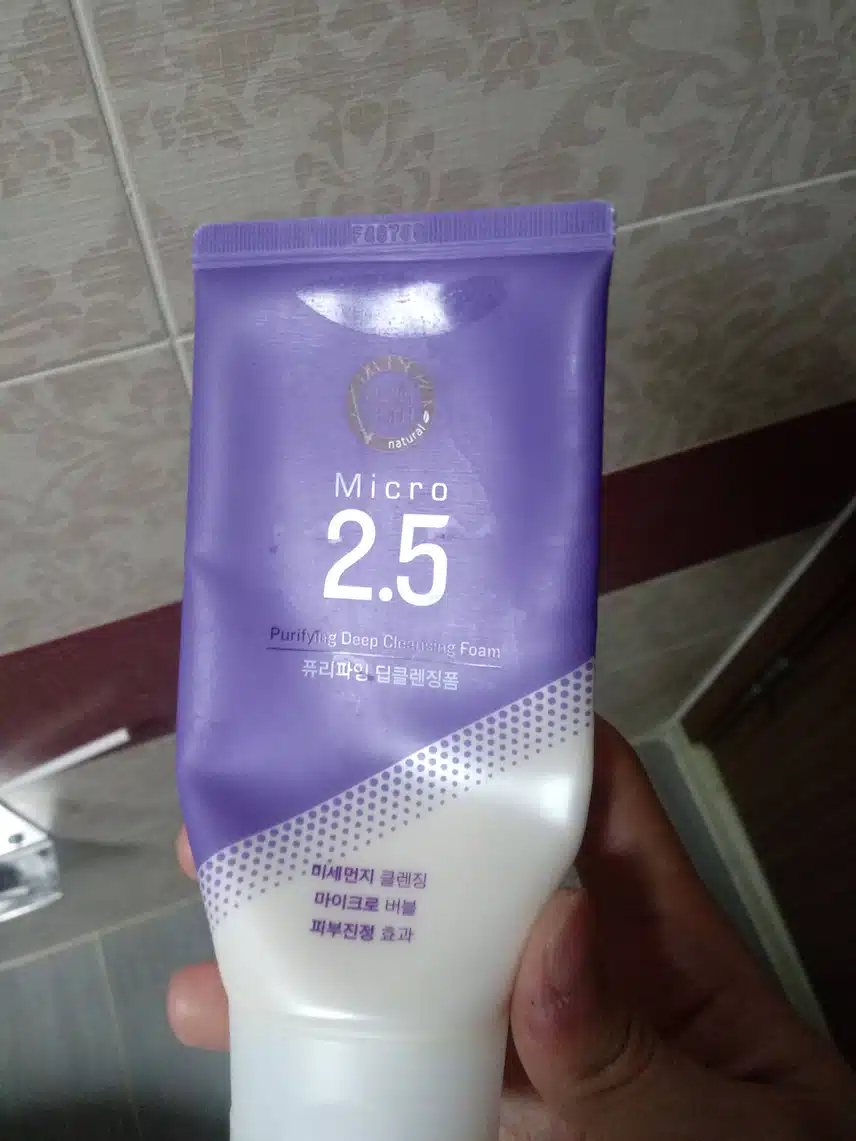 natural
Micro
2.5
Purifying Deep Cleansing Foam
퓨리파잉 딥클렌징폼
미세먼지 클렌징
마이크로 버블
피부진정 효과